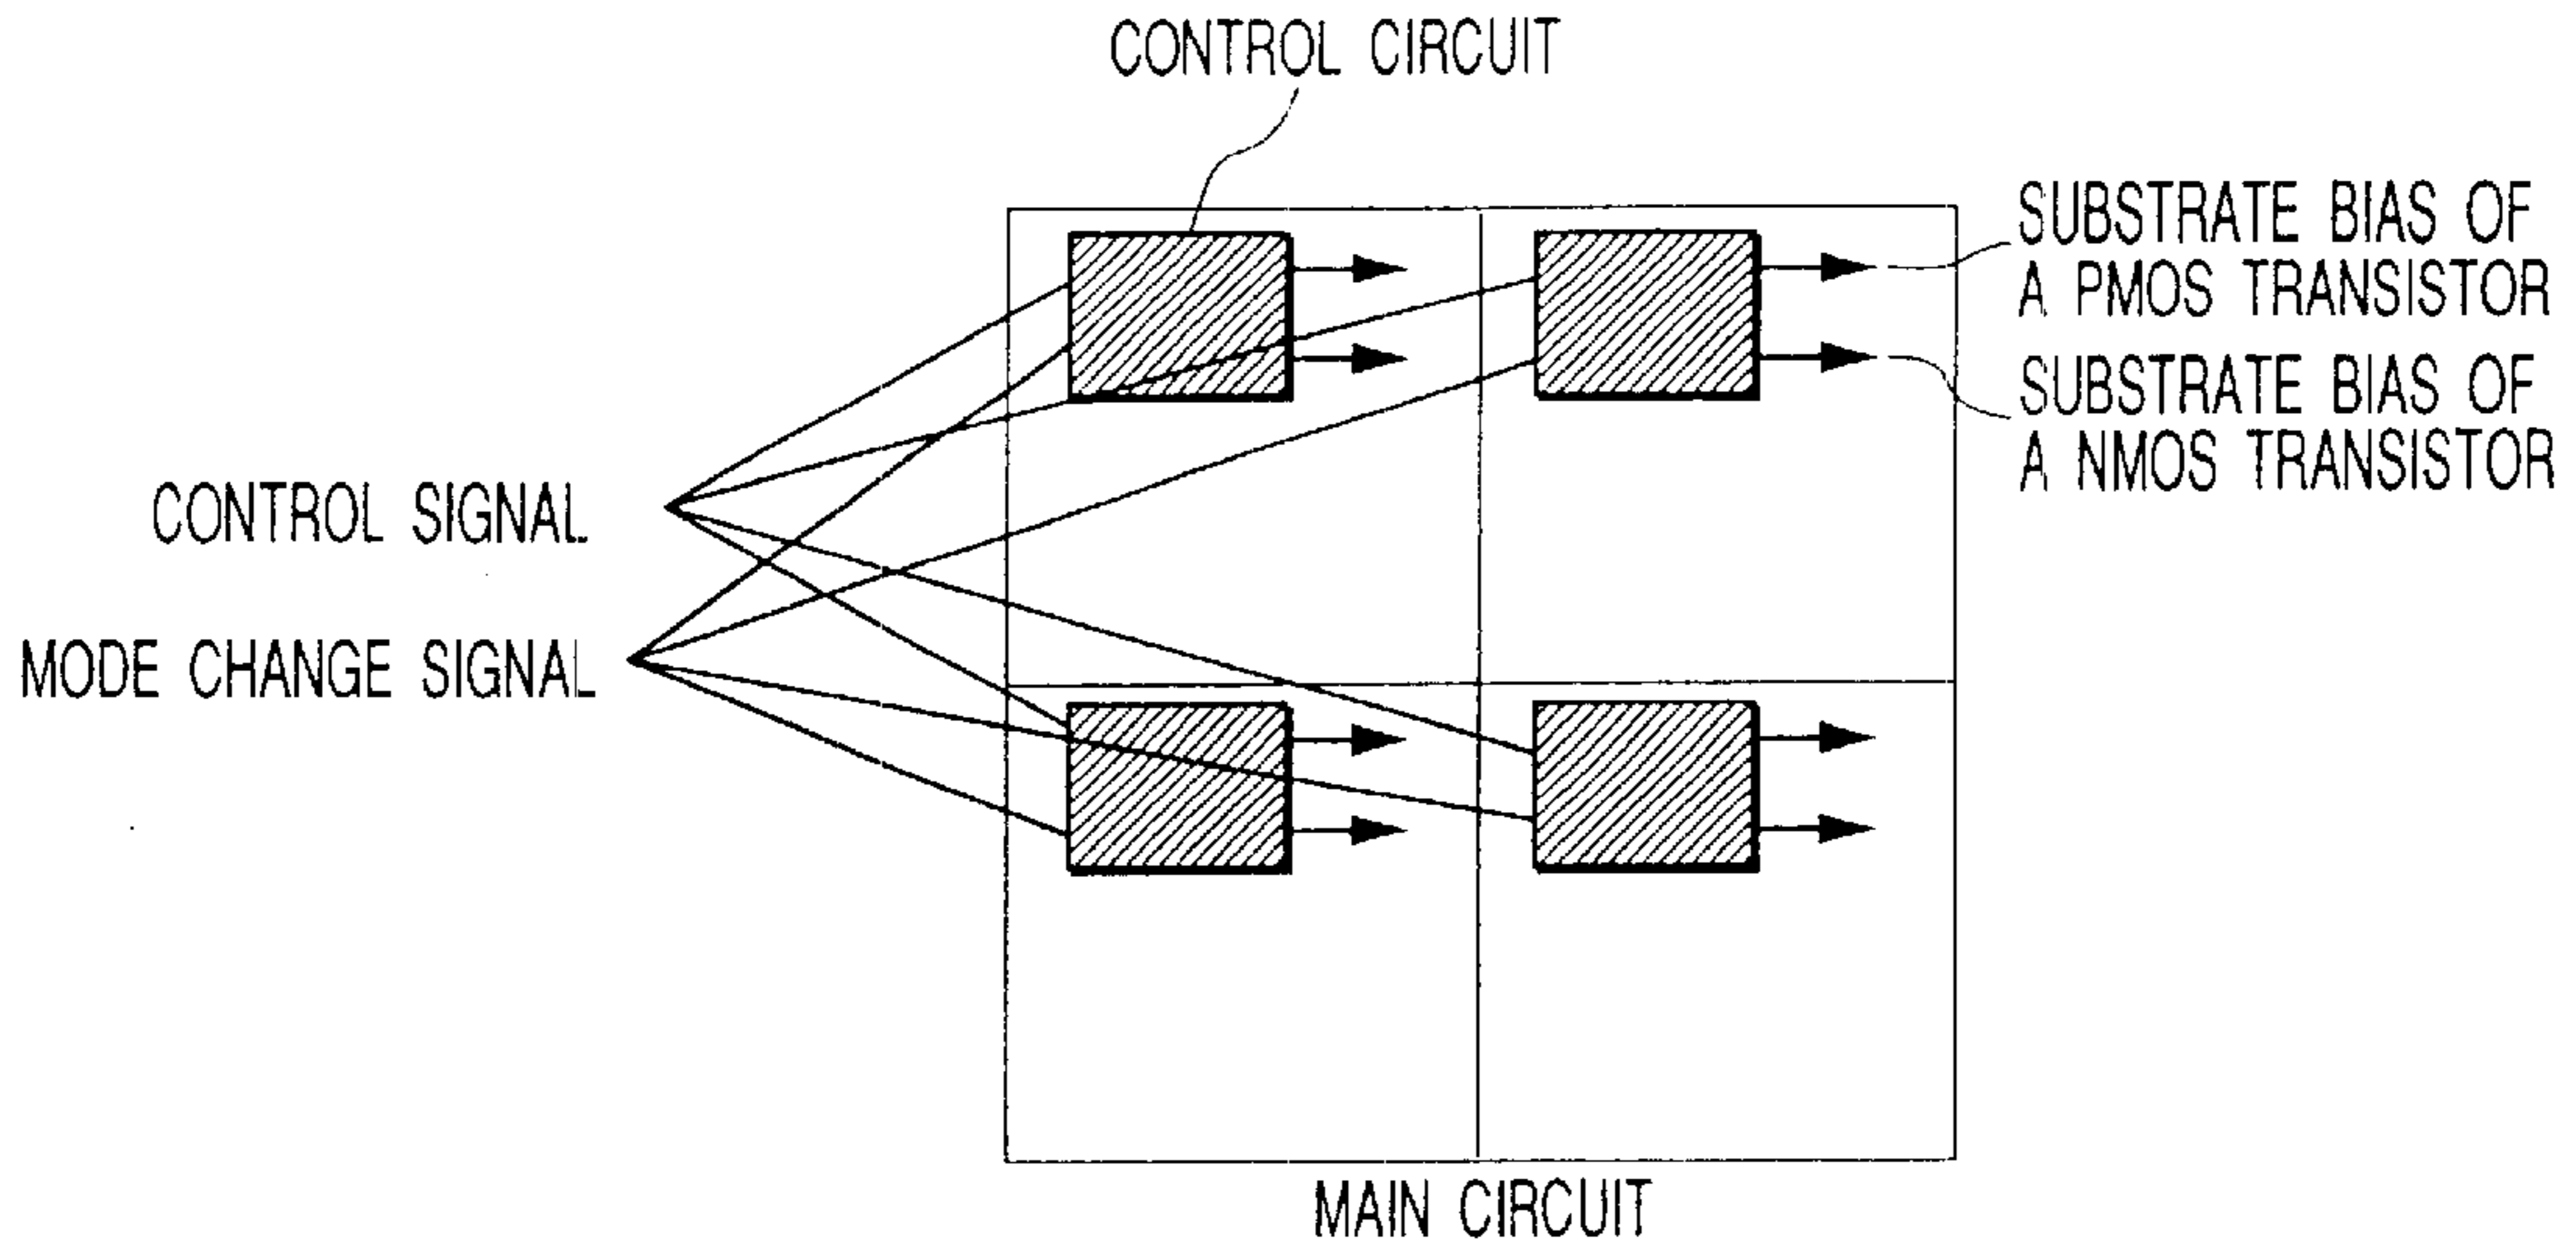 CONTROL CIRCUIT
SUBSTRATE BIAS OF
A PMOS TRANSISTOR
SUBSTRATE BIAS OF
A NMOS TRANSISTOR
CONTROL SIGNAL
MODE CHANGE SIGNAL
MAIN CIRCUIT